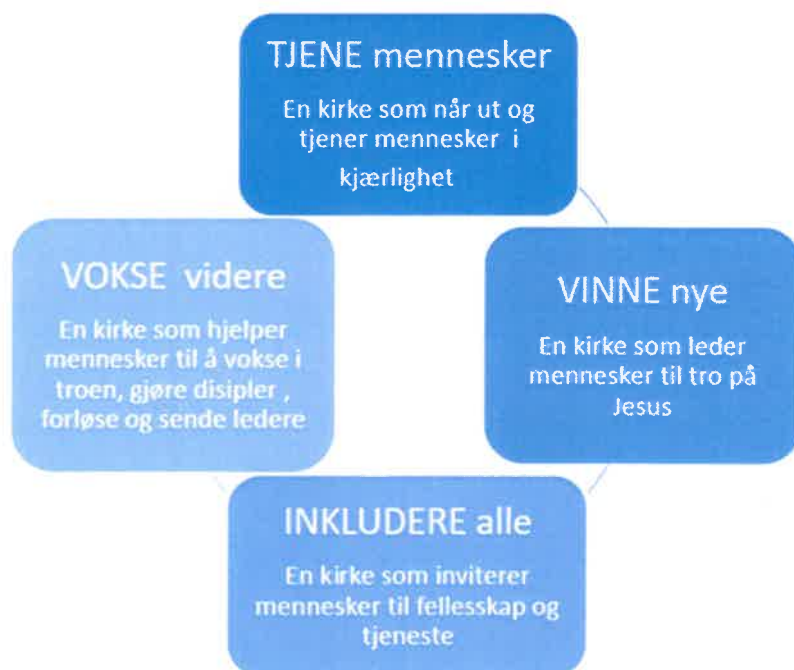 TJENE mennesker
En kirke som når ut og
tjener mennesker i
kjærlighet
VINNE nye
En kirke som leder
mennesker til tro på
Jesus
INKLUDERE alle
En kirke som inviterer
mennesker til fellesskap og
tjeneste
VOKSE videre
En kirke som hjelper
mennesker til å vokse i
troen, gjøre disipler ,
forløse og sende ledere